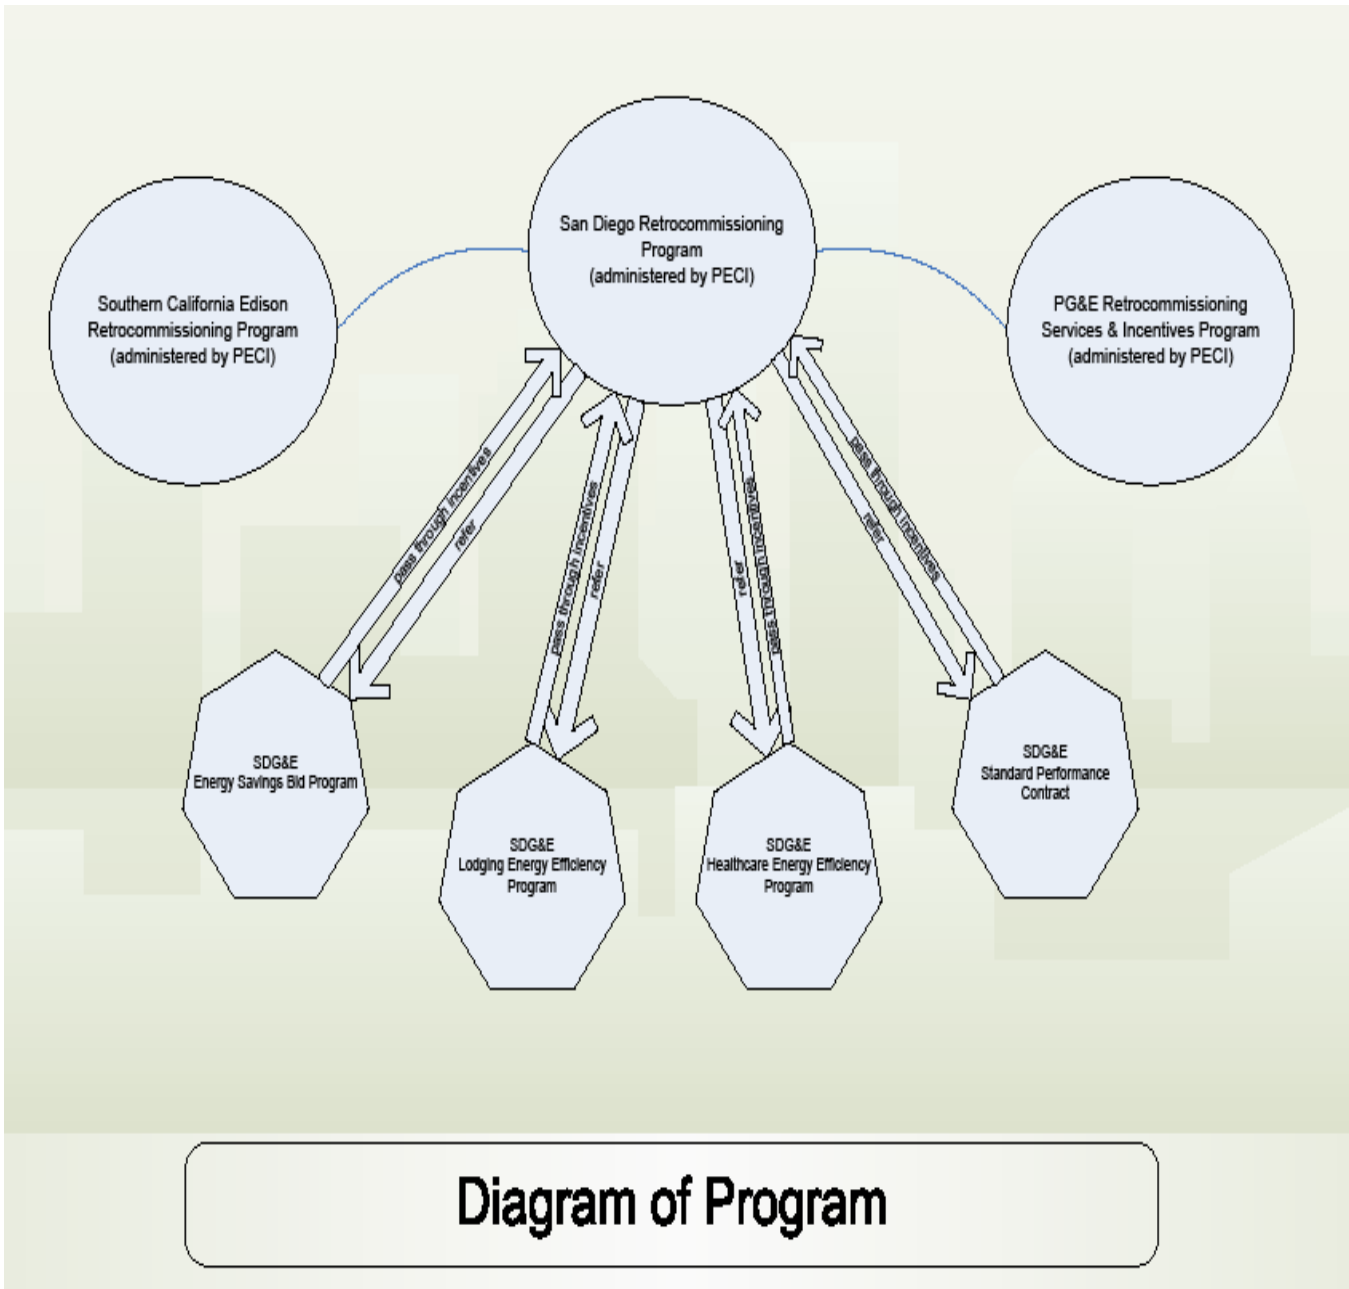 San Diego Retrocommissioning
Program
(administered by PECI)
Southern California Edison
Retrocommissioning Program
(administered by PECI)
PG&E Retrocommissioning
Services & Incentives Program
(administered by PECI)
pass through incentives
refer
pass through incentives
refer
refer
pass through incentives
refer
pass through incentives
SDG&E
Energy Savings Bid Program
SDG&E
Lodging Energy Efficiency
Program
SDG&E
Healthcare Energy Efficiency
Program
SDG&E
Standard Performance
Contract
Diagram of Program